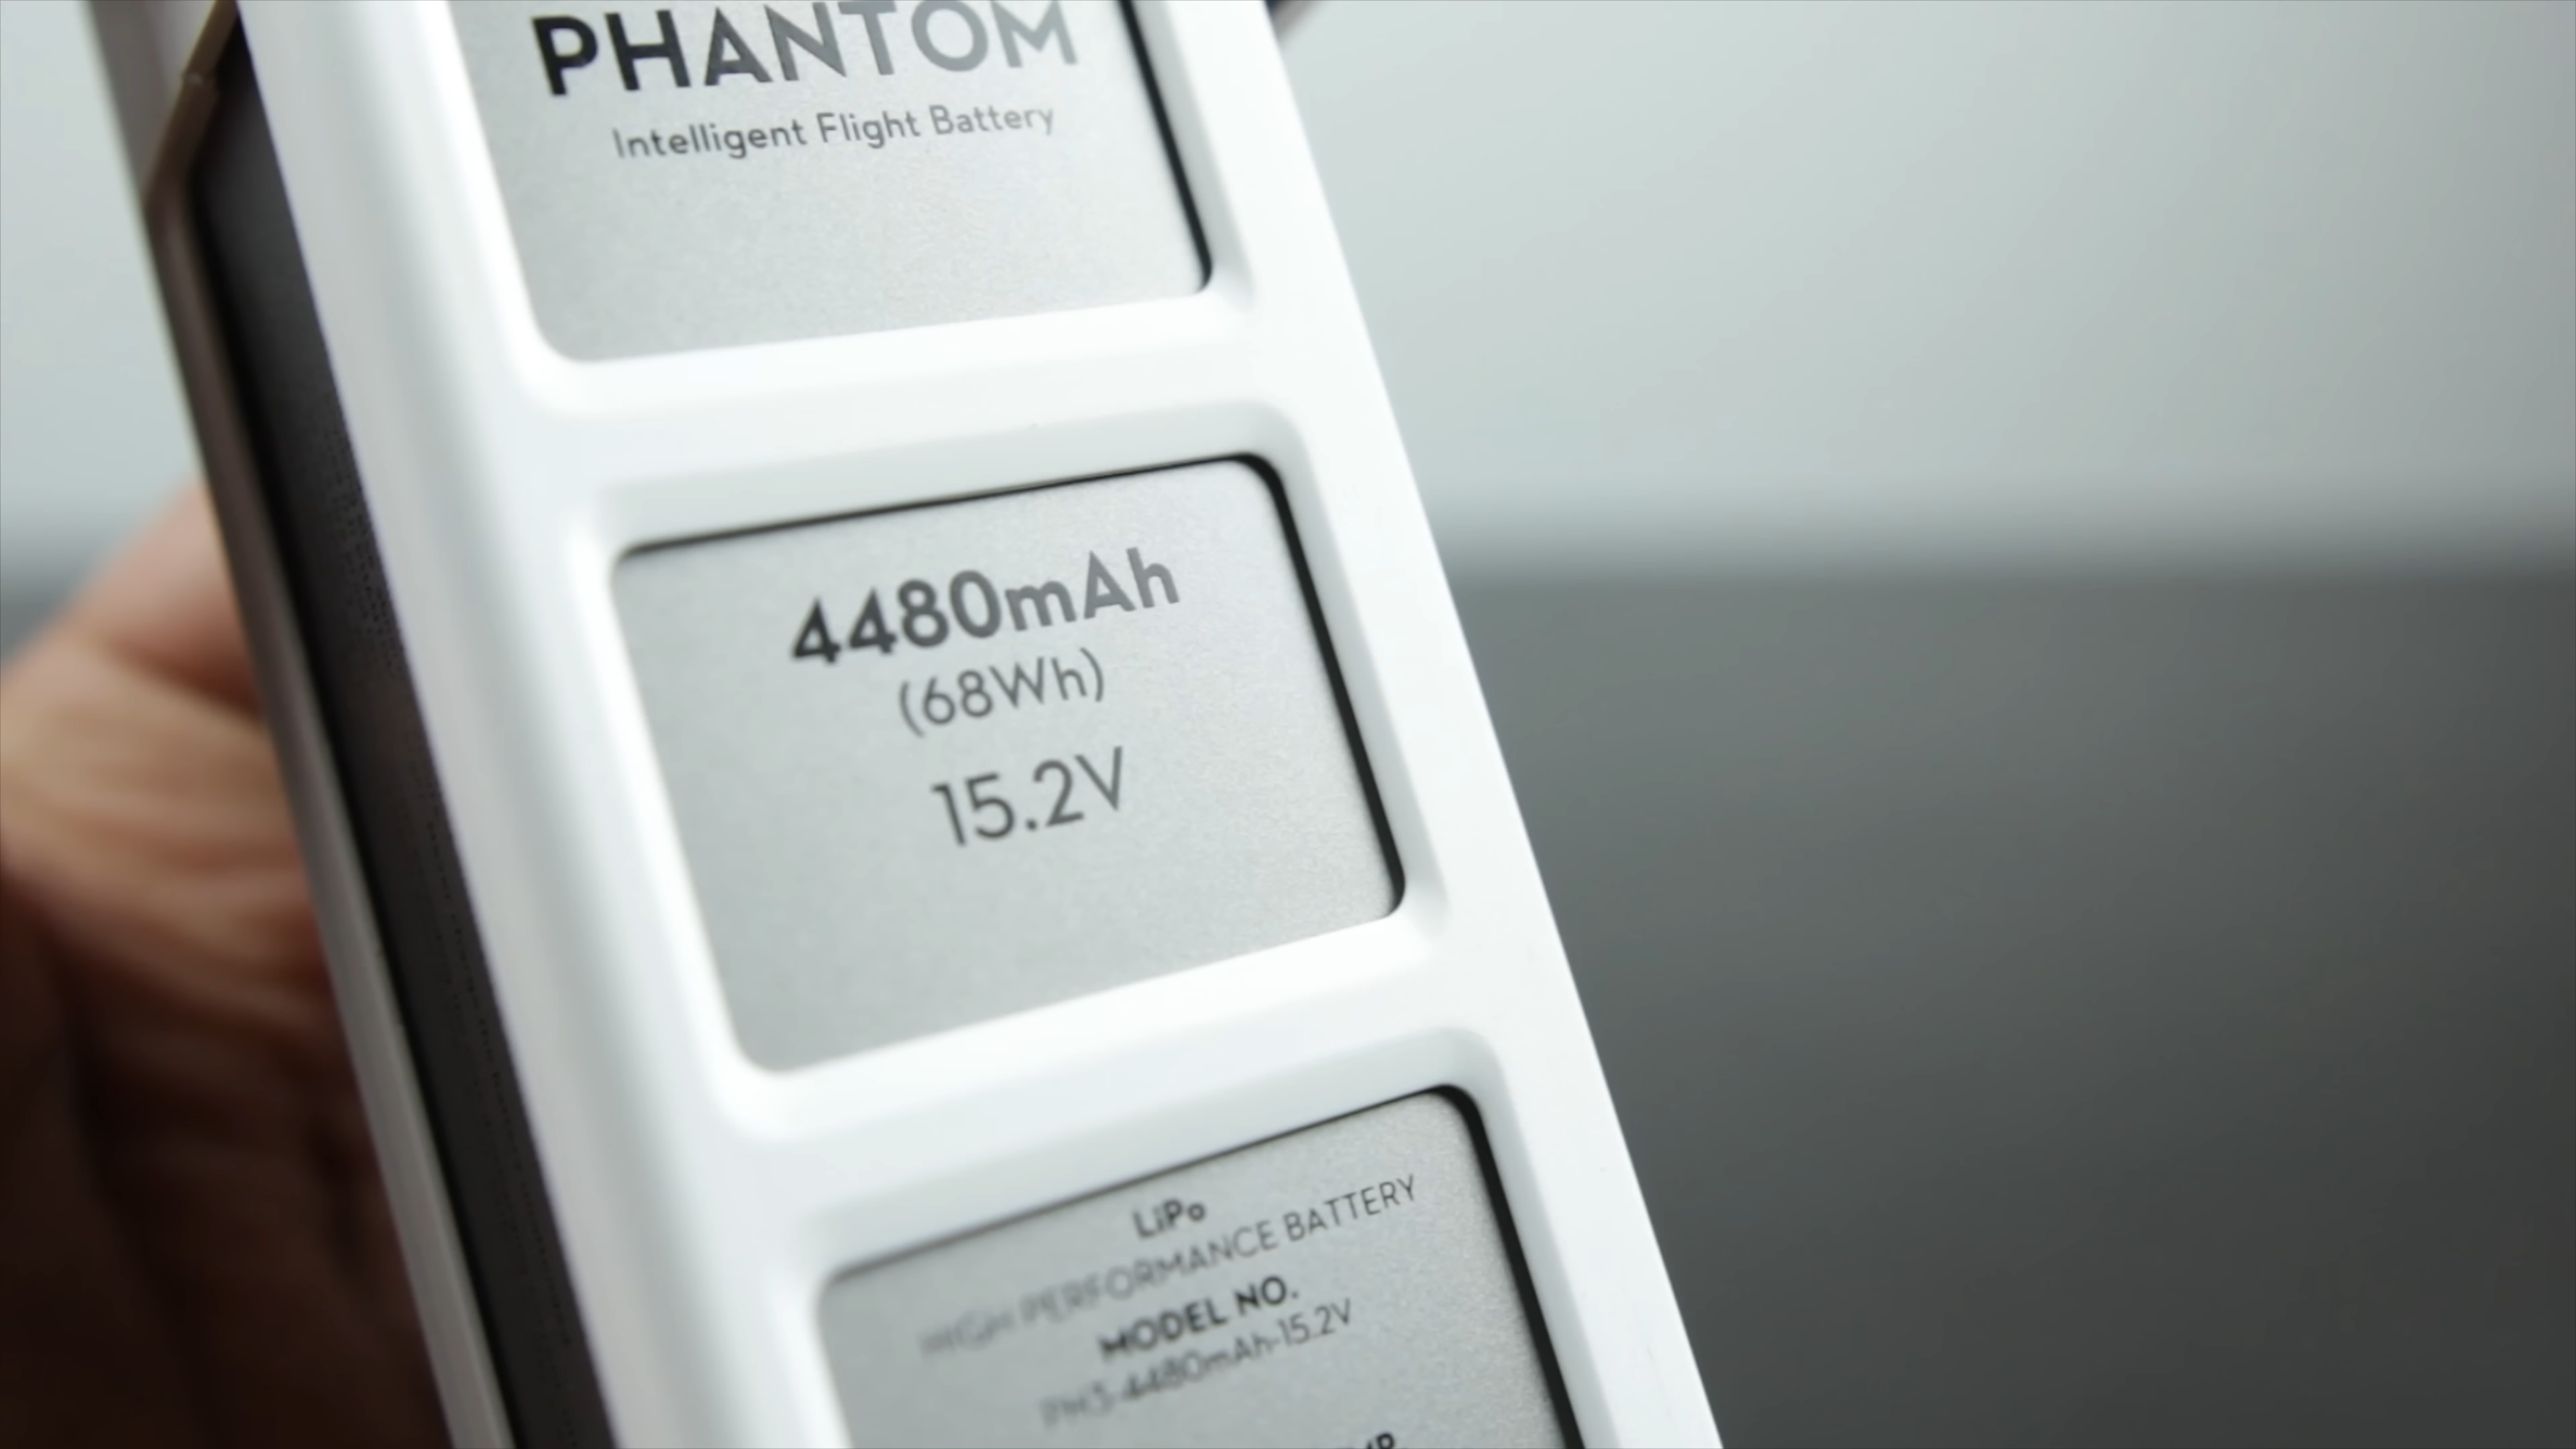 PHANTOM
Intelligent Flight Battery
4480mAh
(68Wh)
15.2V
LiPo
HIGH PERFORMANCE BATTERY
MODEL NO.
PH3-4480mAh-15.2V